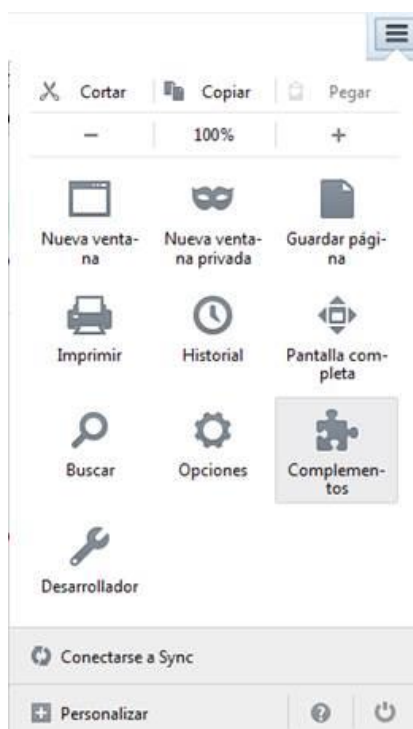 Cortar Copiar Pegar
− 100% +
Nueva venta- Nueva venta- Guardar pági-
na na privada na
Imprimir Historial Pantalla com-
pleta
Buscar Opciones Complemen-
tos
Desarrollador
Conectarse a Sync
Personalizar